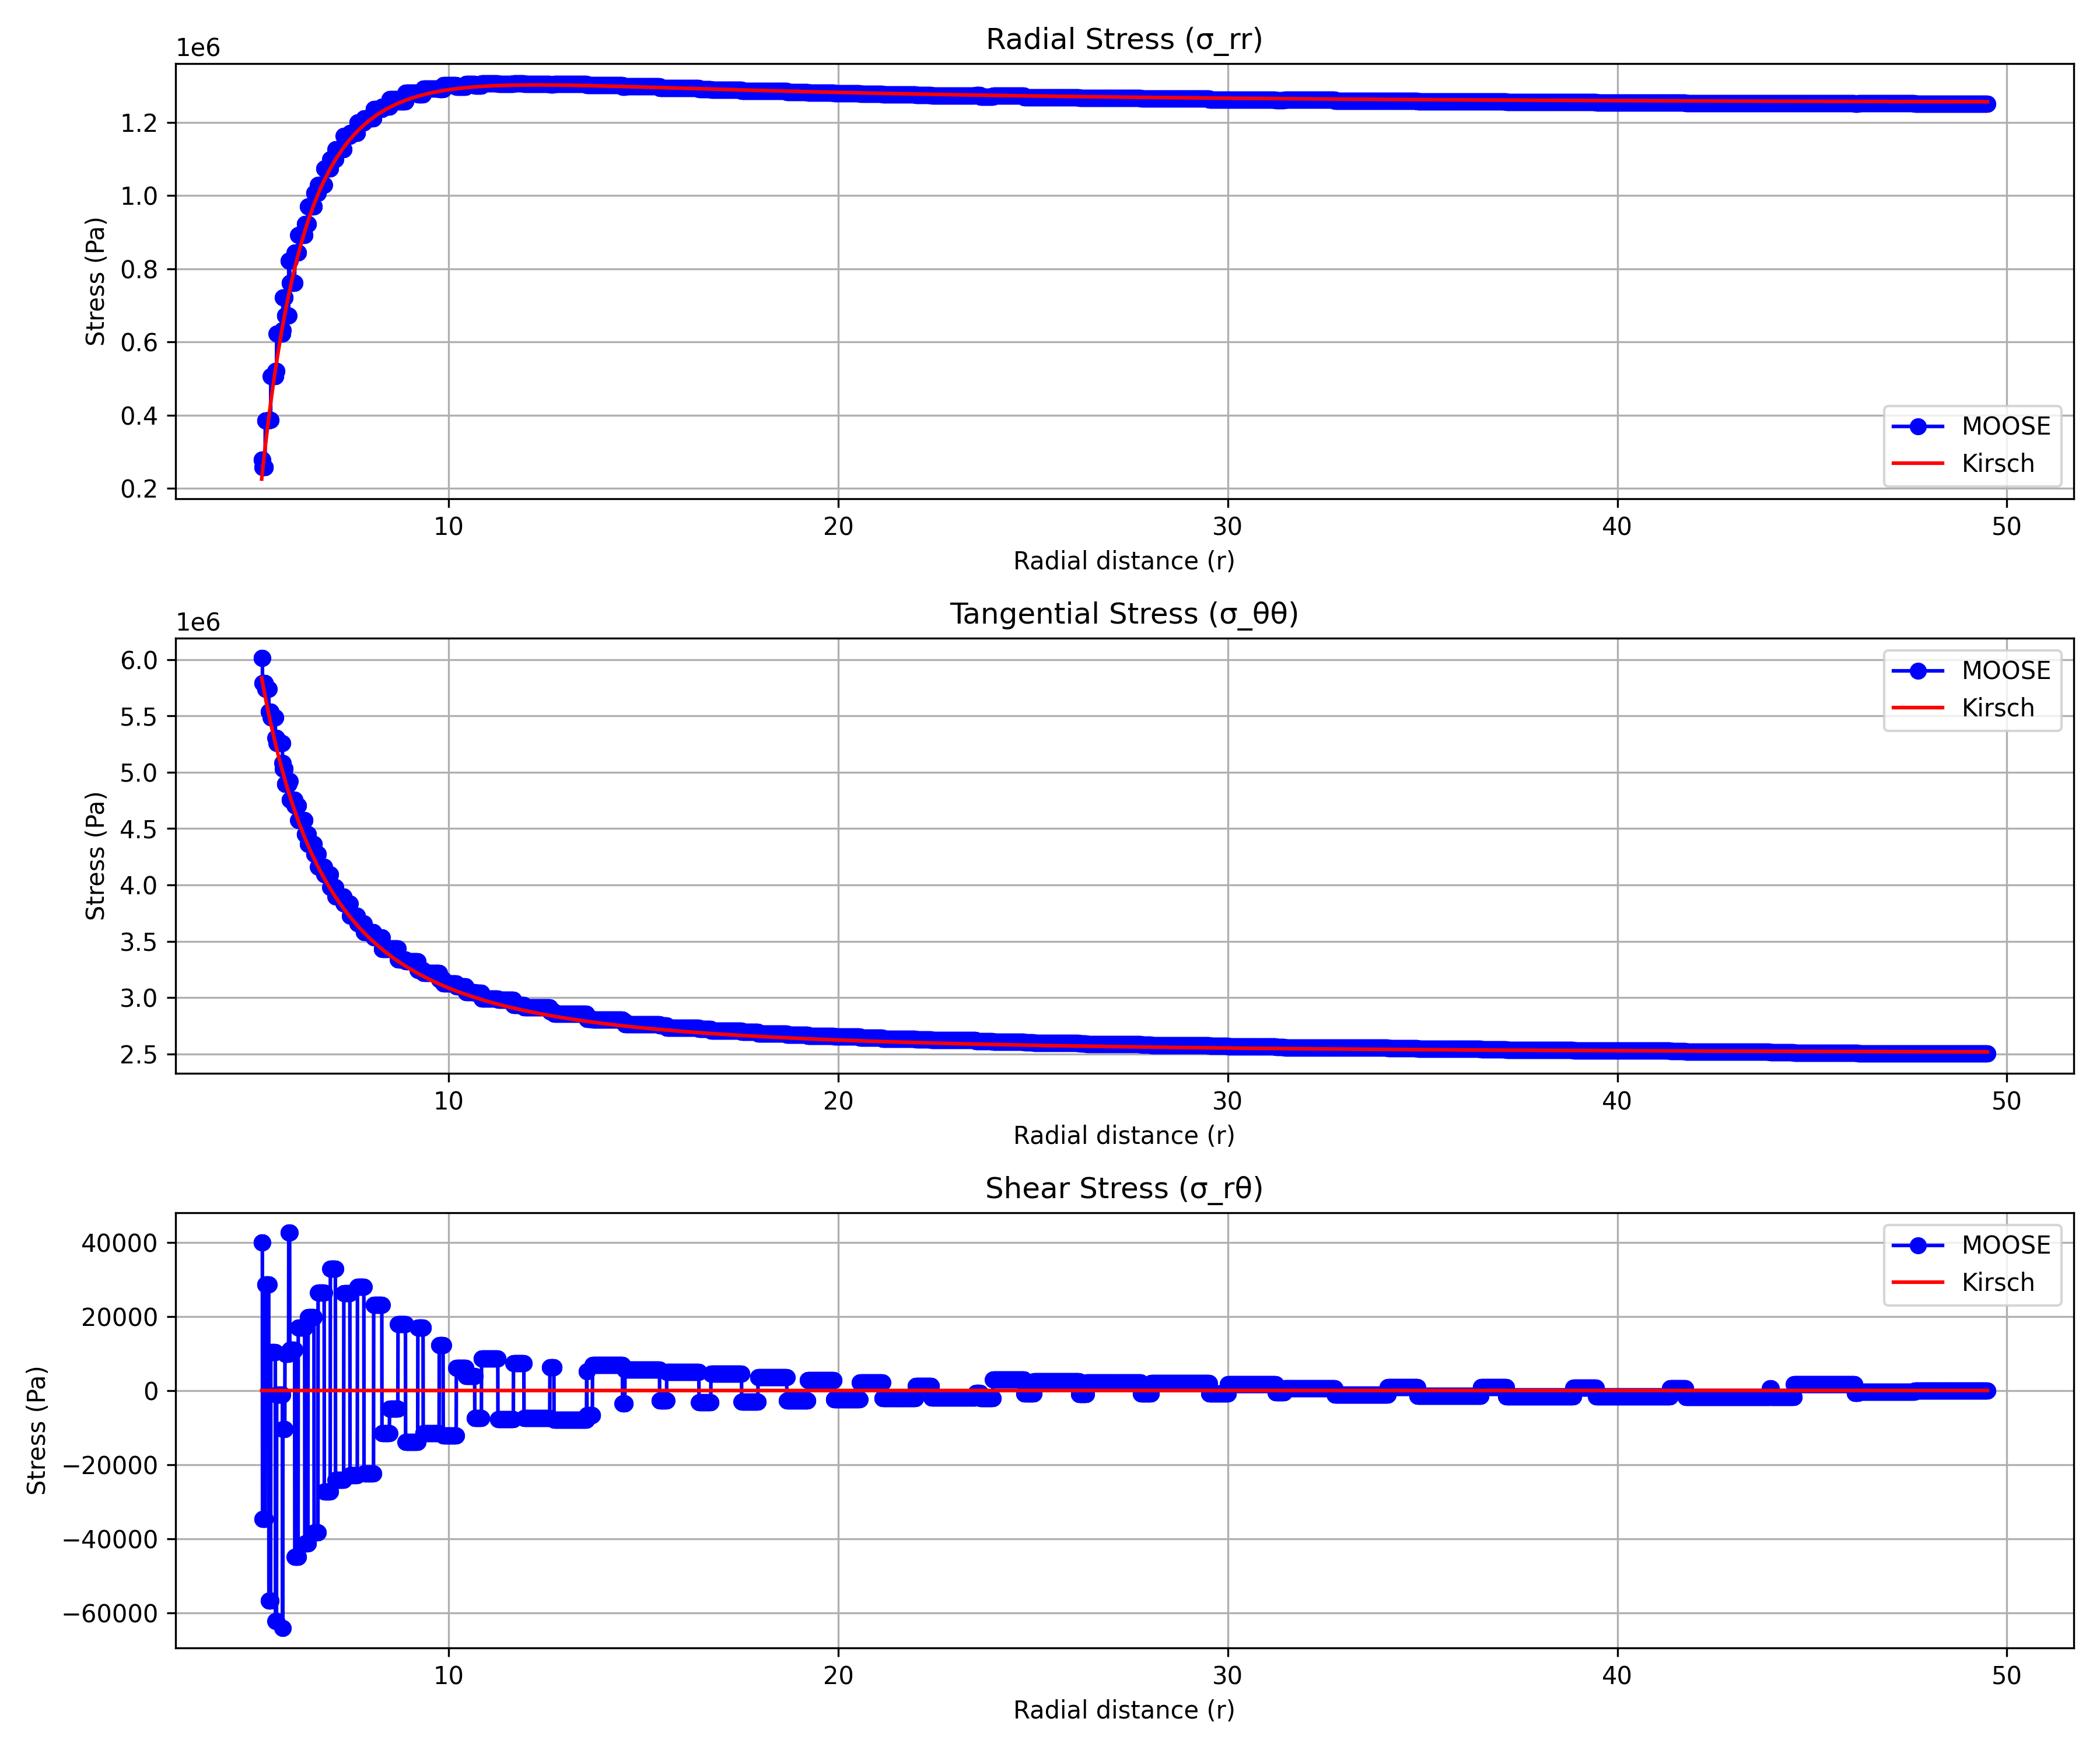 Radial Stress (σ_rr)
1e6
1.2
1.0
0.8
0.6
0.4
0.2
Stress (Pa)
MOOSE
Kirsch
10 20 30 40 50
Radial distance (r)
Tangential Stress (σ_θθ)
1e6
6.0
5.5
5.0
4.5
4.0
3.5
3.0
2.5
Stress (Pa)
MOOSE
Kirsch
10 20 30 40 50
Radial distance (r)
Shear Stress (σ_rθ)
40000
20000
0
−20000
−40000
−60000
Stress (Pa)
MOOSE
Kirsch
10 20 30 40 50
Radial distance (r)